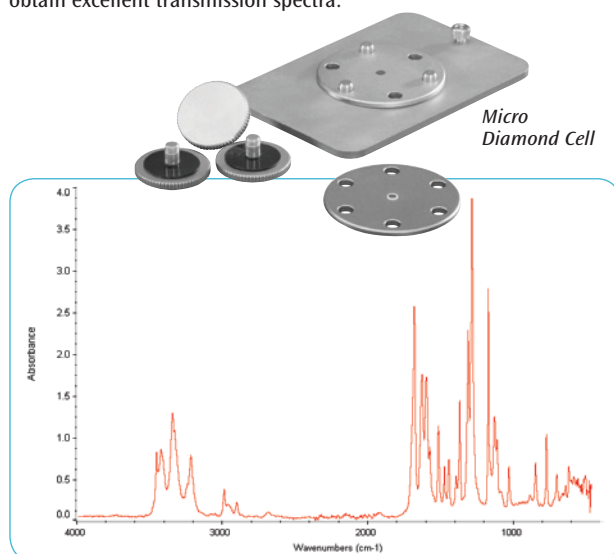 obtain excellent transmission spectra.
Micro
Diamond Cell
4.0
3.5
3.0
2.5
2.0
1.5
1.0
0.5
0.0
Absorbance
4000
3000
2000
1000
Wavenumbers (cm-1)